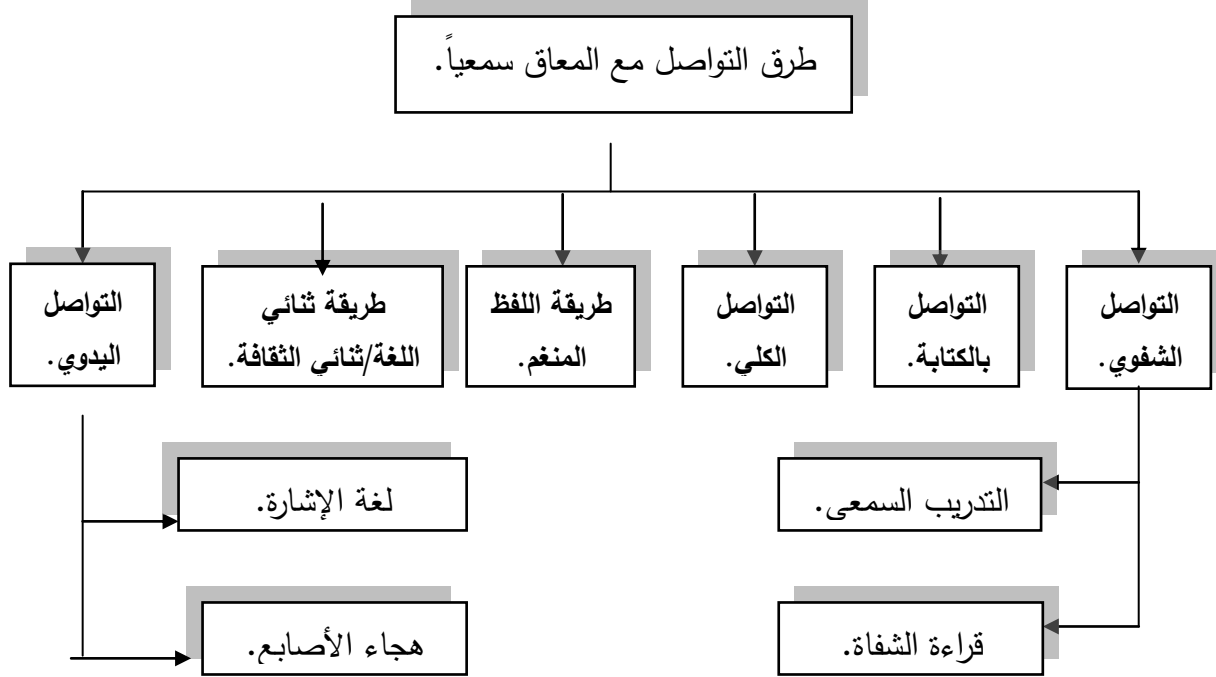 طرق التواصل مع المعاق سمعياً.
التواصل
الشفوي.
التواصل
بالكتابة.
التواصل
الكلي.
طريقة اللفظ
المنغم.
طريقة ثنائي
اللغة/ثنائي الثقافة.
التواصل
اليدوي.
التدريب السمعى.
لغة الإشارة.
قراءة الشفاة.
هجاء الأصابع.